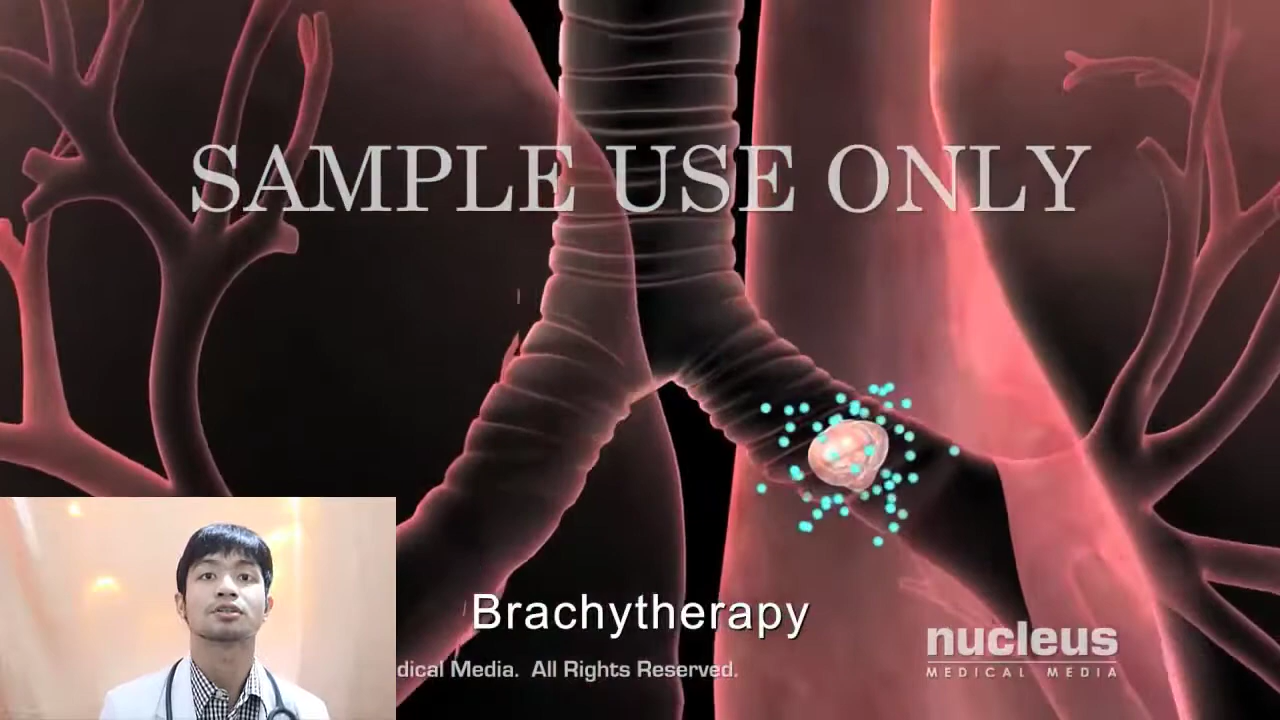 SAMPLE USE ONLY
Brachytherapy
dical Media. All Rights Reserved.
nucleus
MEDICAL MEDIA